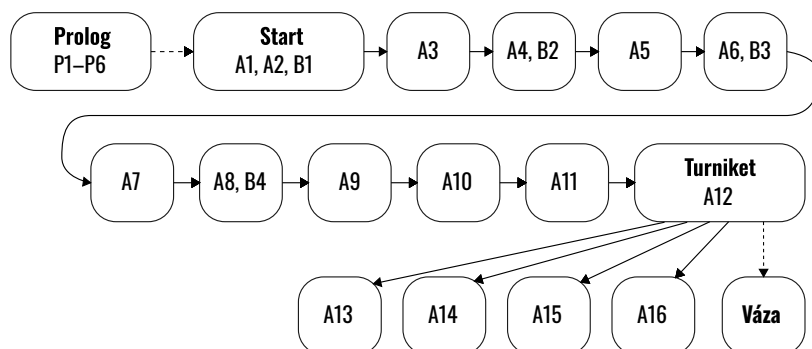 Prolog
P1–P6
Start
A1, A2, B1
A3
A4, B2
A5
A6, B3
A7
A8, B4
A9
A10
A11
Turniket
A12
A13
A14
A15
A16
Váza